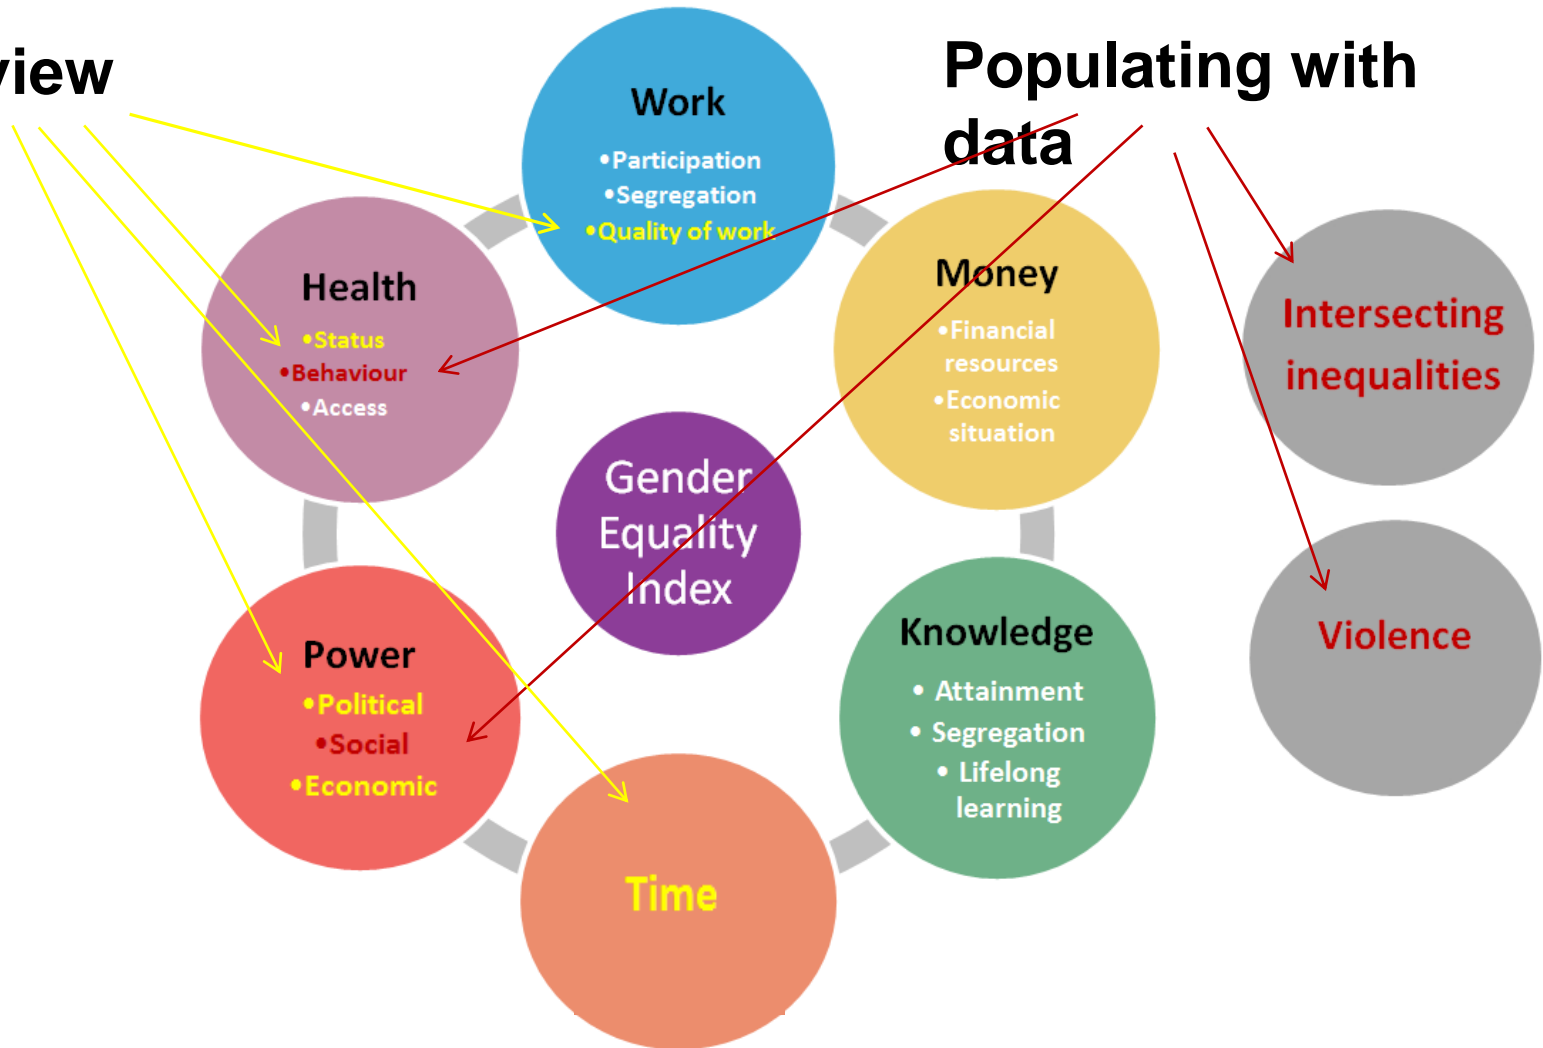 view
Populating with
data
Work
•Participation
•Segregation
•Quality of work
Health
•Status
•Behaviour
•Access
Money
•Financial
resources
•Economic
situation
Intersecting
inequalities
Gender
Equality
Index
Power
•Political
•Social
•Economic
Knowledge
• Attainment
• Segregation
• Lifelong
learning
Violence
Time